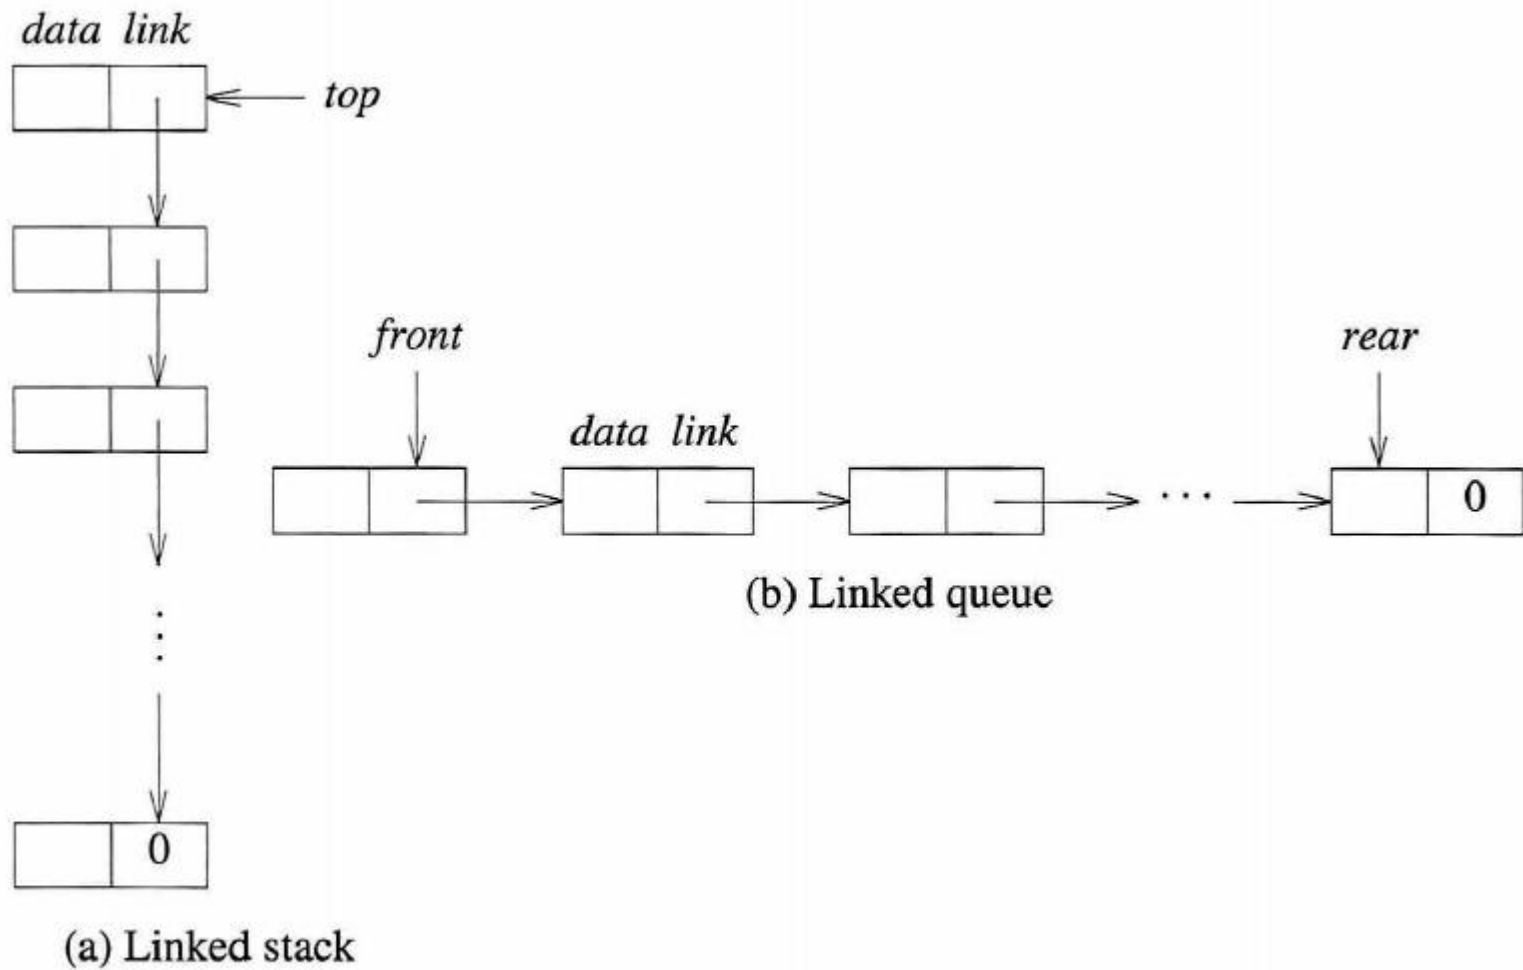 data link
top
front
rear
data link
...
0
(b) Linked queue
⋮
0
(a) Linked stack